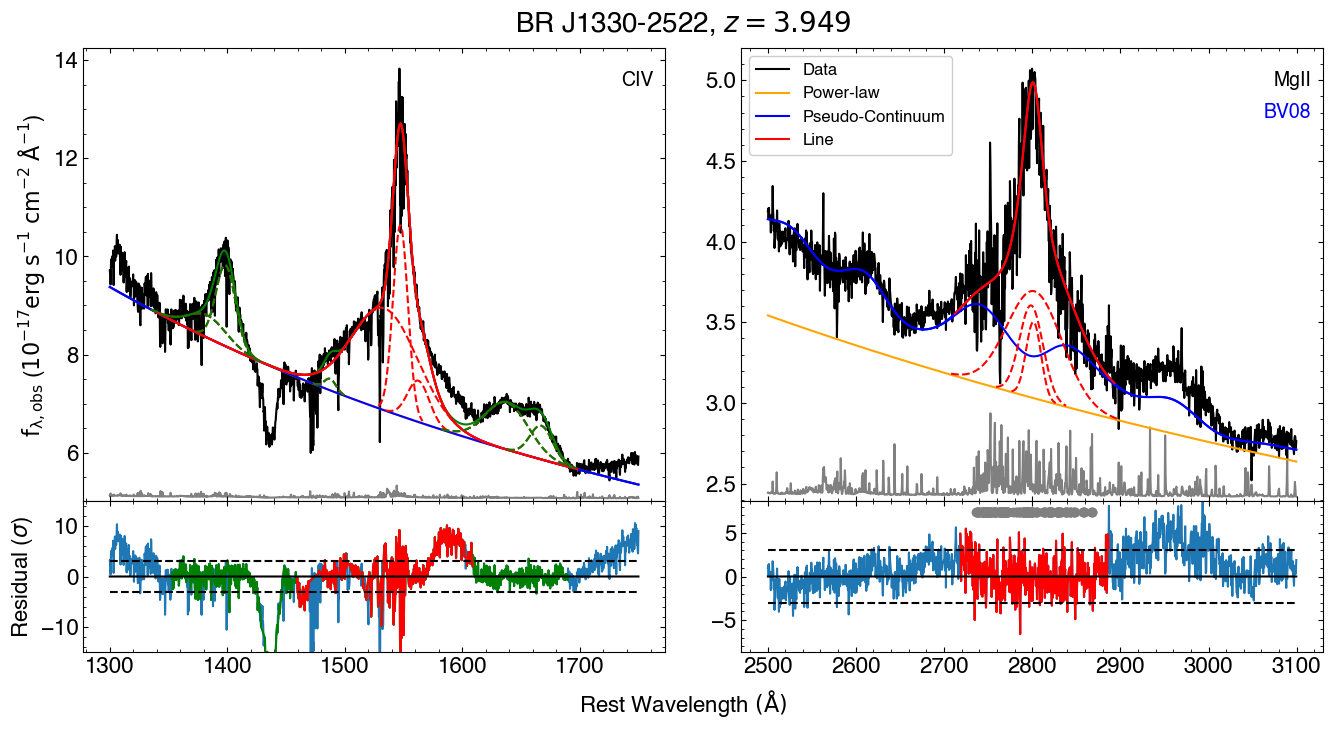 BR J1330-2522, z = 3.949
CIV
14
12
10
8
6
f_λ,obs (10⁻¹⁷erg s⁻¹ cm⁻² Å⁻¹)
Data
Power-law
Pseudo-Continuum
Line
MgII
BV08
5.0
4.5
4.0
3.5
3.0
2.5
10
0
−10
Residual (σ)
5
0
−5
1300 1400 1500 1600 1700
2500 2600 2700 2800 2900 3000 3100
Rest Wavelength (Å)